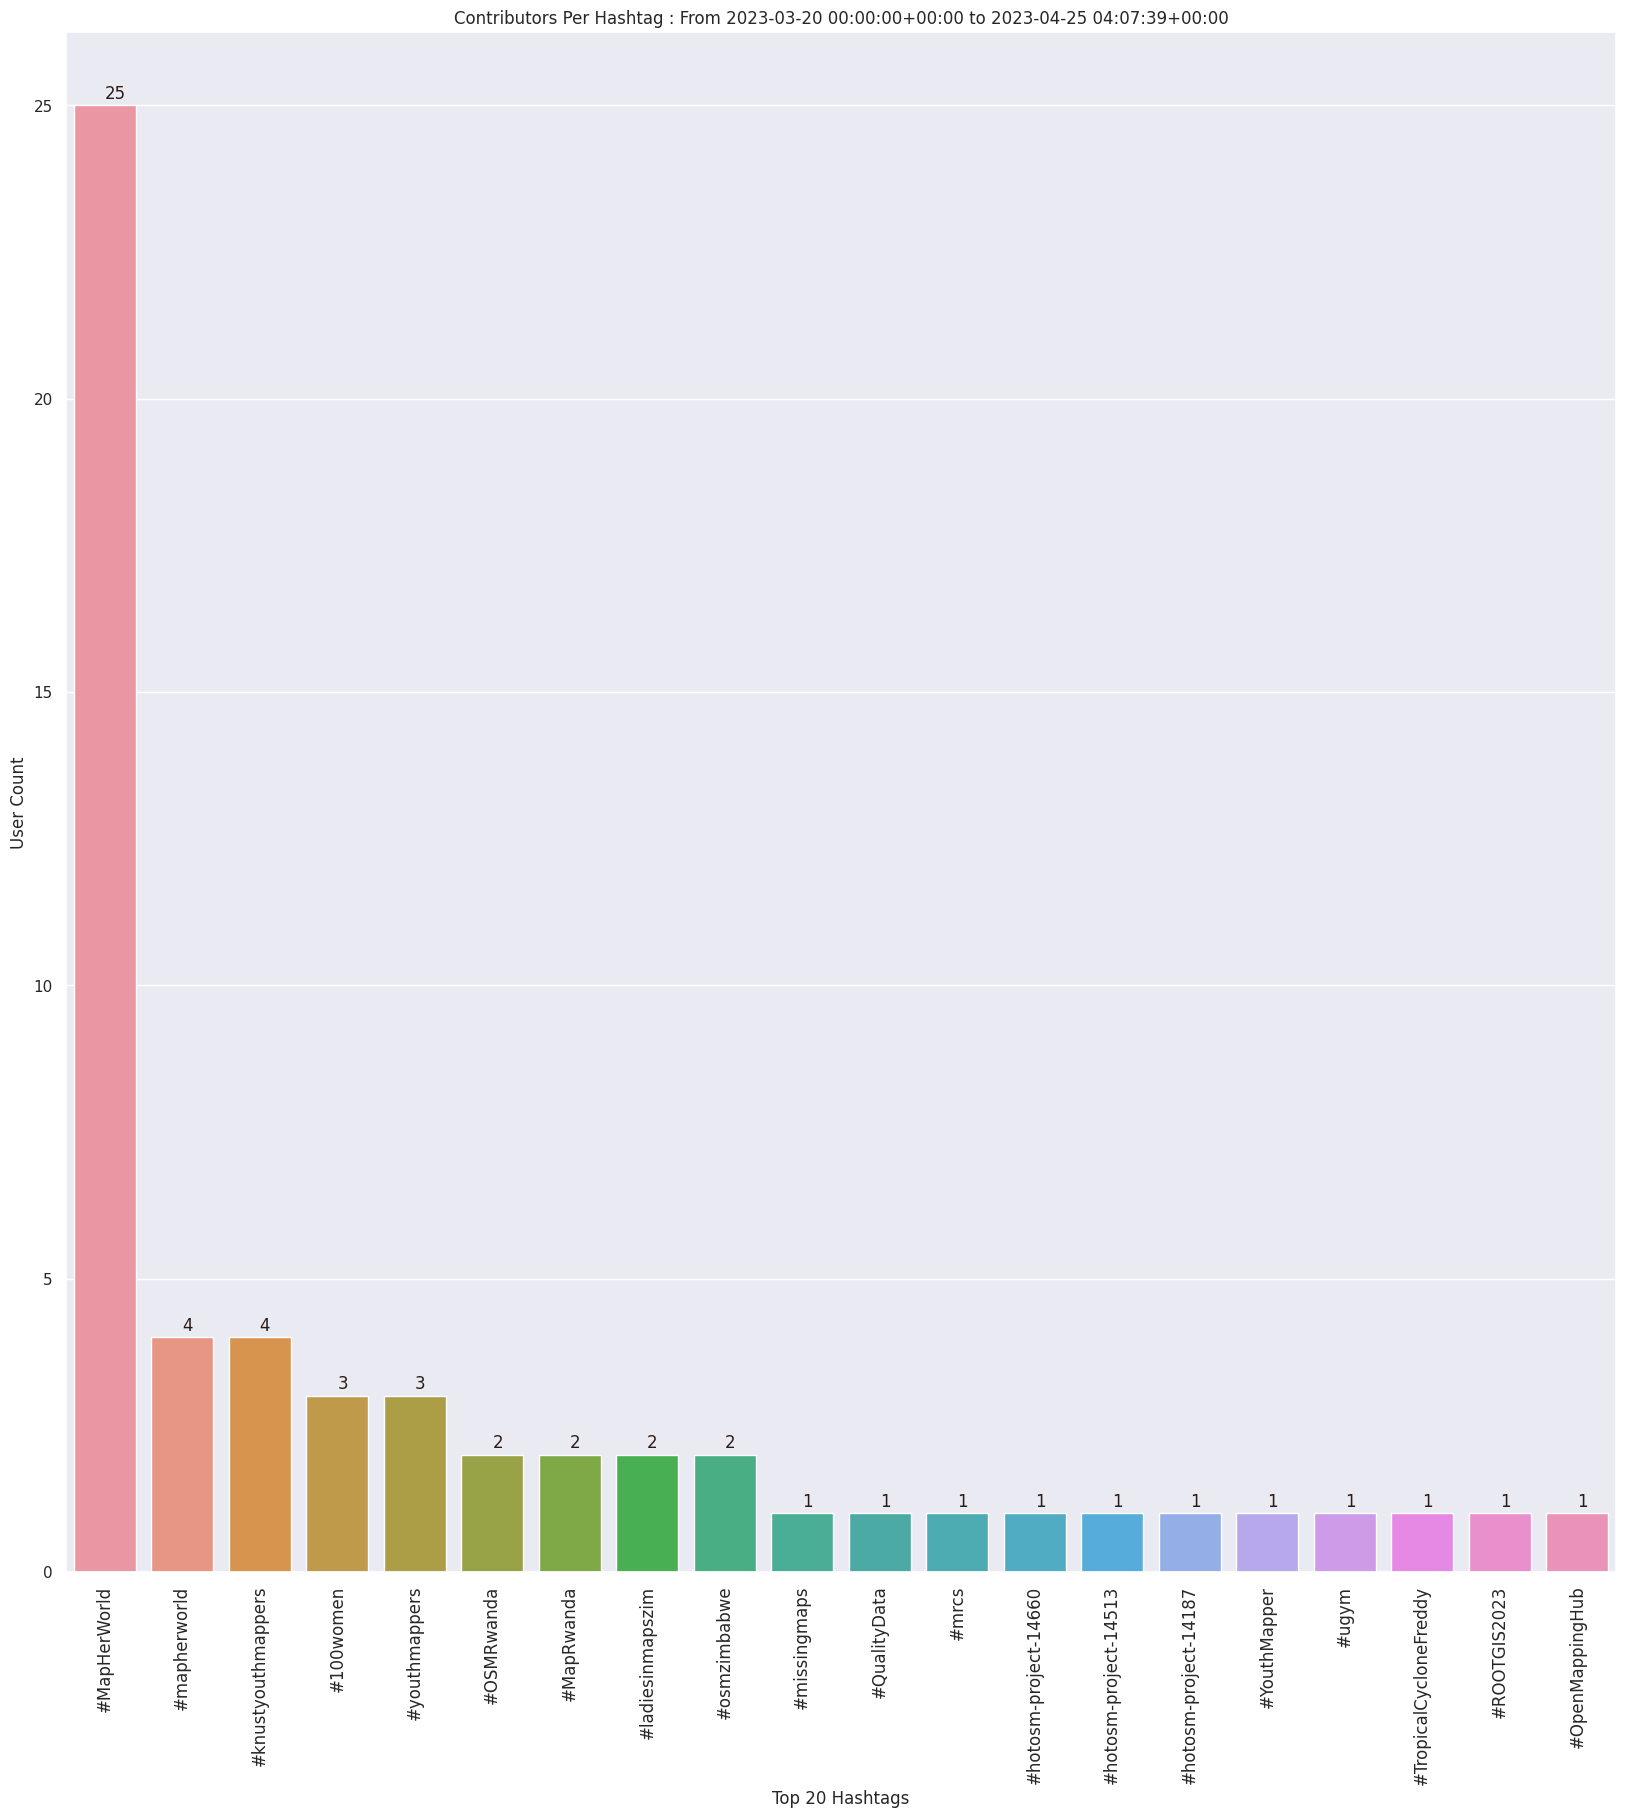 Contributors Per Hashtag : From 2023-03-20 00:00:00+00:00 to 2023-04-25 04:07:39+00:00
User Count
25
20
15
10
5
0
25
4
4
3
3
2
2
2
2
1
1
1
1
1
1
1
1
1
1
1
#MapHerWorld
#mapherworld
#knustyouthmappers
#100women
#youthmappers
#OSMRwanda
#MapRwanda
#ladiesinmapszim
#osmzimbabwe
#missingmaps
#QualityData
#mrcs
#hotosm-project-14660
#hotosm-project-14513
#hotosm-project-14187
#YouthMapper
#ugym
#TropicalCycloneFreddy
#ROOTGIS2023
#OpenMappingHub
Top 20 Hashtags